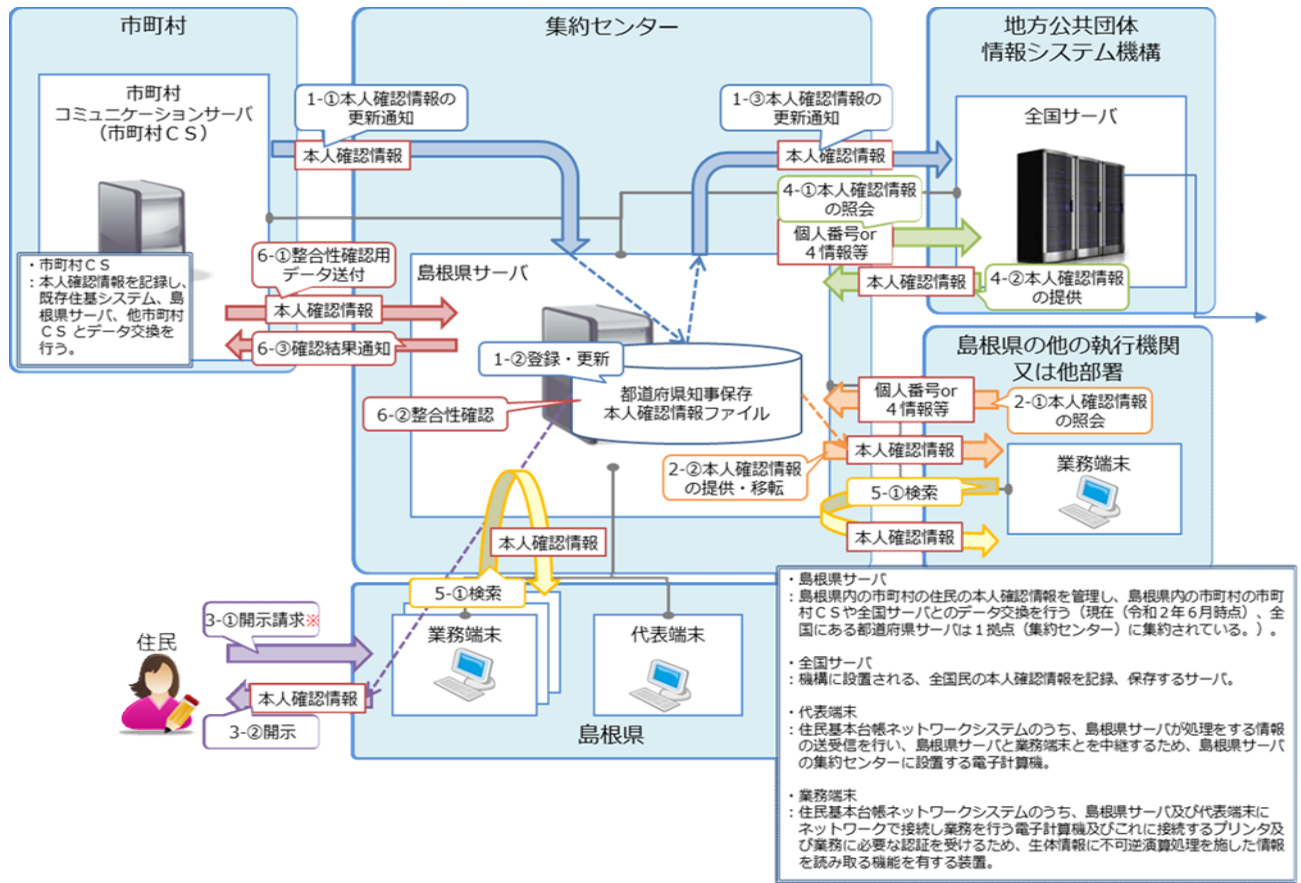 市町村
集約センター
地方公共団体
情報システム機構
市町村
コミュニケーションサーバ
（市町村ＣＳ）
1-①本人確認情報の
更新通知
本人確認情報
1-③本人確認情報の
更新通知
本人確認情報
全国サーバ
4-①本人確認情報
の照会
個人番号or
４情報等
本人確認情報
4-②本人確認情報
の提供
・市町村ＣＳ
：本人確認情報を記録し、
既存住基システム、島
根県サーバ、他市町村
ＣＳ とデータ交換を
行う。
6-①整合性確認用
データ送付
本人確認情報
6-③確認結果通知
島根県サーバ
1-②登録・更新
都道府県知事保存
本人確認情報ファイル
6-②整合性確認
島根県の他の執行機関
又は他部署
個人番号or
４情報等
2-①本人確認情報
の照会
本人確認情報
2-②本人確認情報
の提供・移転
業務端末
5-①検索
本人確認情報
本人確認情報
5-①検索
業務端末
代表端末
島根県
3-①開示請求※
住民
本人確認情報
3-②開示
・島根県サーバ
：島根県内の市町村の住民の本人確認情報を管理し、島根県内の市町村の市町
村ＣＳや全国サーバとのデータ交換を行う（現在（令和２年６月時点）、全
国にある都道府県サーバは１拠点（集約センター）に集約されている。）。
・全国サーバ
：機構に設置される、全国民の本人確認情報を記録、保存するサーバ。
・代表端末
：住民基本台帳ネットワークシステムのうち、島根県サーバが処理をする情報
の送受信を行い、島根県サーバと業務端末とを中継するため、島根県サーバ
の集約センターに設置する電子計算機。
・業務端末
：住民基本台帳ネットワークシステムのうち、島根県サーバ及び代表端末に
ネットワークで接続し業務を行う電子計算機及びこれに接続するプリンタ及
び業務に必要な認証を受けるため、生体情報に不可逆演算処理を施した情報
を読み取る機能を有する装置。